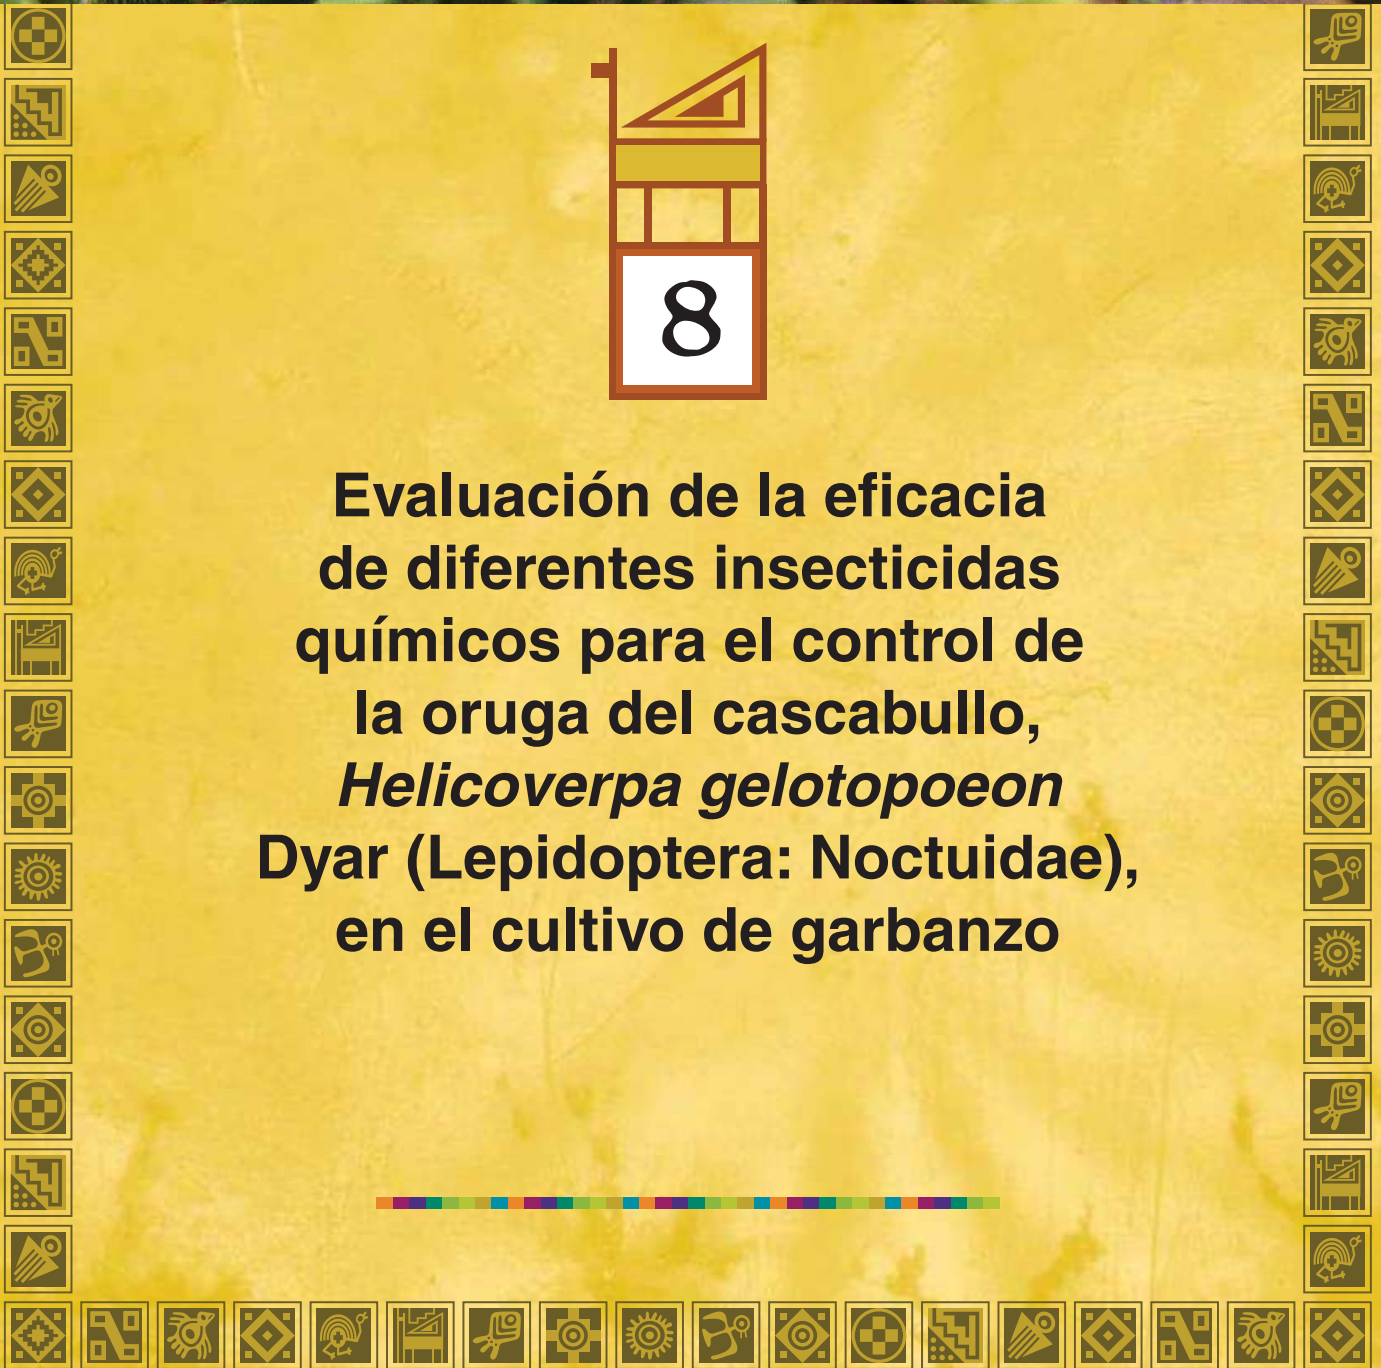 8
Evaluación de la eficacia
de diferentes insecticidas
químicos para el control de
la oruga del cascabullo,
Helicoverpa gelotopoeon
Dyar (Lepidoptera: Noctuidae),
en el cultivo de garbanzo